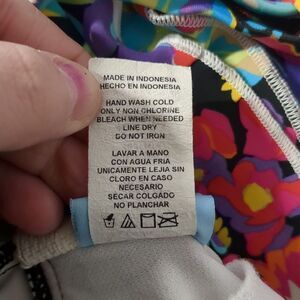 MADE IN INDONESIA
HECHO EN INDONESIA
HAND WASH COLD
ONLY NON CHLORINE
BLEACH WHEN NEEDED
LINE DRY
DO NOT IRON
LAVAR A MANO
CON AGUA FRIA
UNICAMENTE LEJIA SIN
CLORO EN CASO
NECESARIO
SECAR COLGADO
NO PLANCHAR